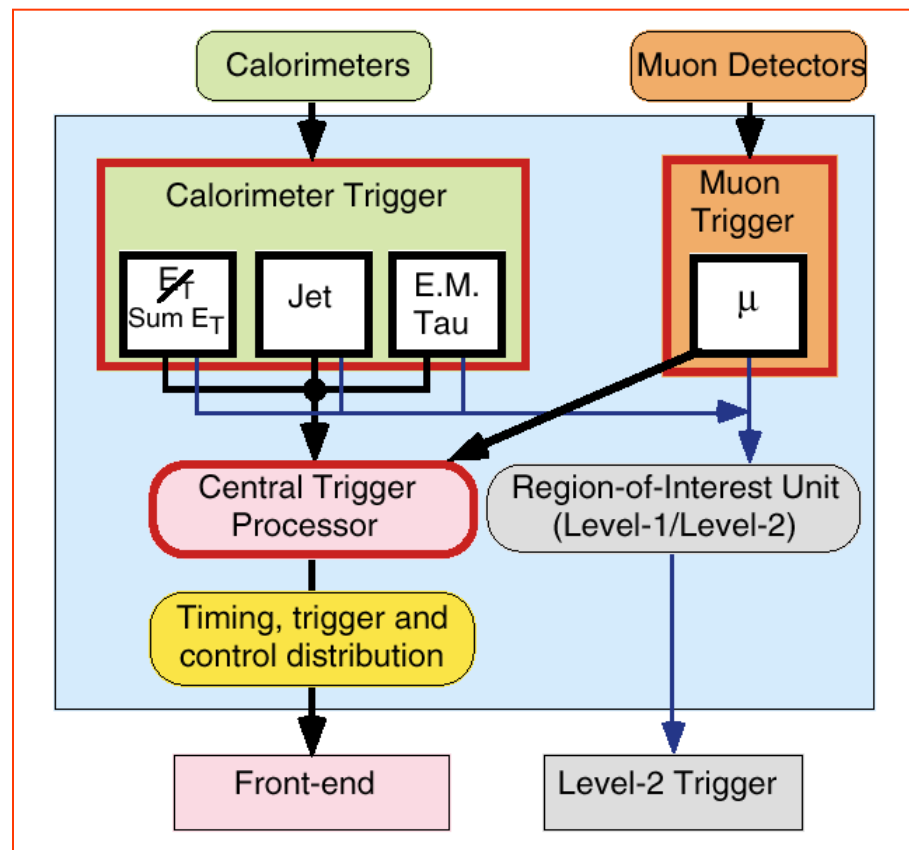 Calorimeters
Muon Detectors
Calorimeter Trigger
Muon
Trigger
E̸T
Sum ET
Jet
E.M.
Tau
μ
Central Trigger
Processor
Region-of-Interest Unit
(Level-1/Level-2)
Timing, trigger and
control distribution
Front-end
Level-2 Trigger